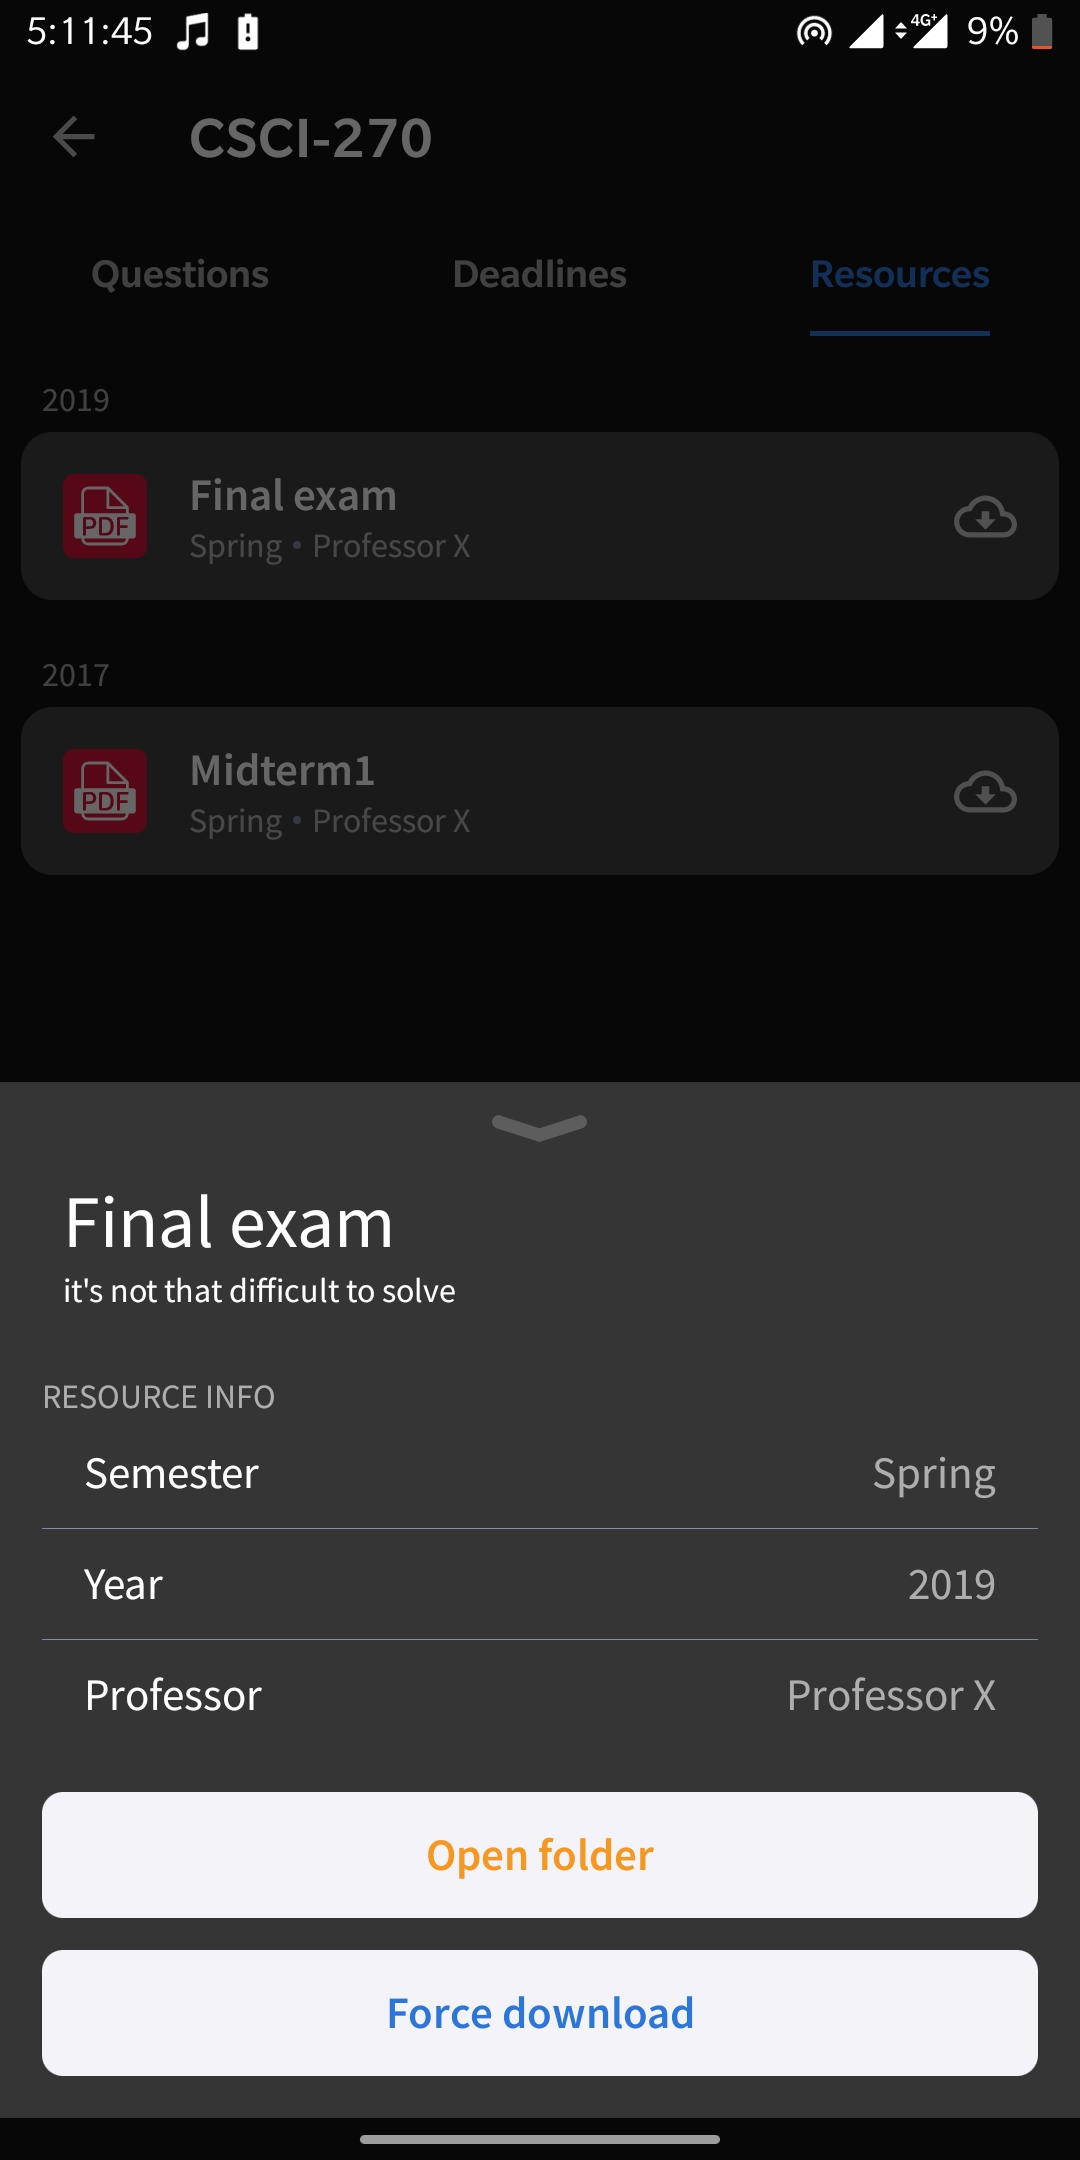 5:11:45 4G+ 9%
CSCI-270
Questions Deadlines Resources
2019
PDF
Final exam
Spring • Professor X
2017
PDF
Midterm1
Spring • Professor X
Final exam
it's not that difficult to solve
RESOURCE INFO
Semester Spring
Year 2019
Professor Professor X
Open folder
Force download